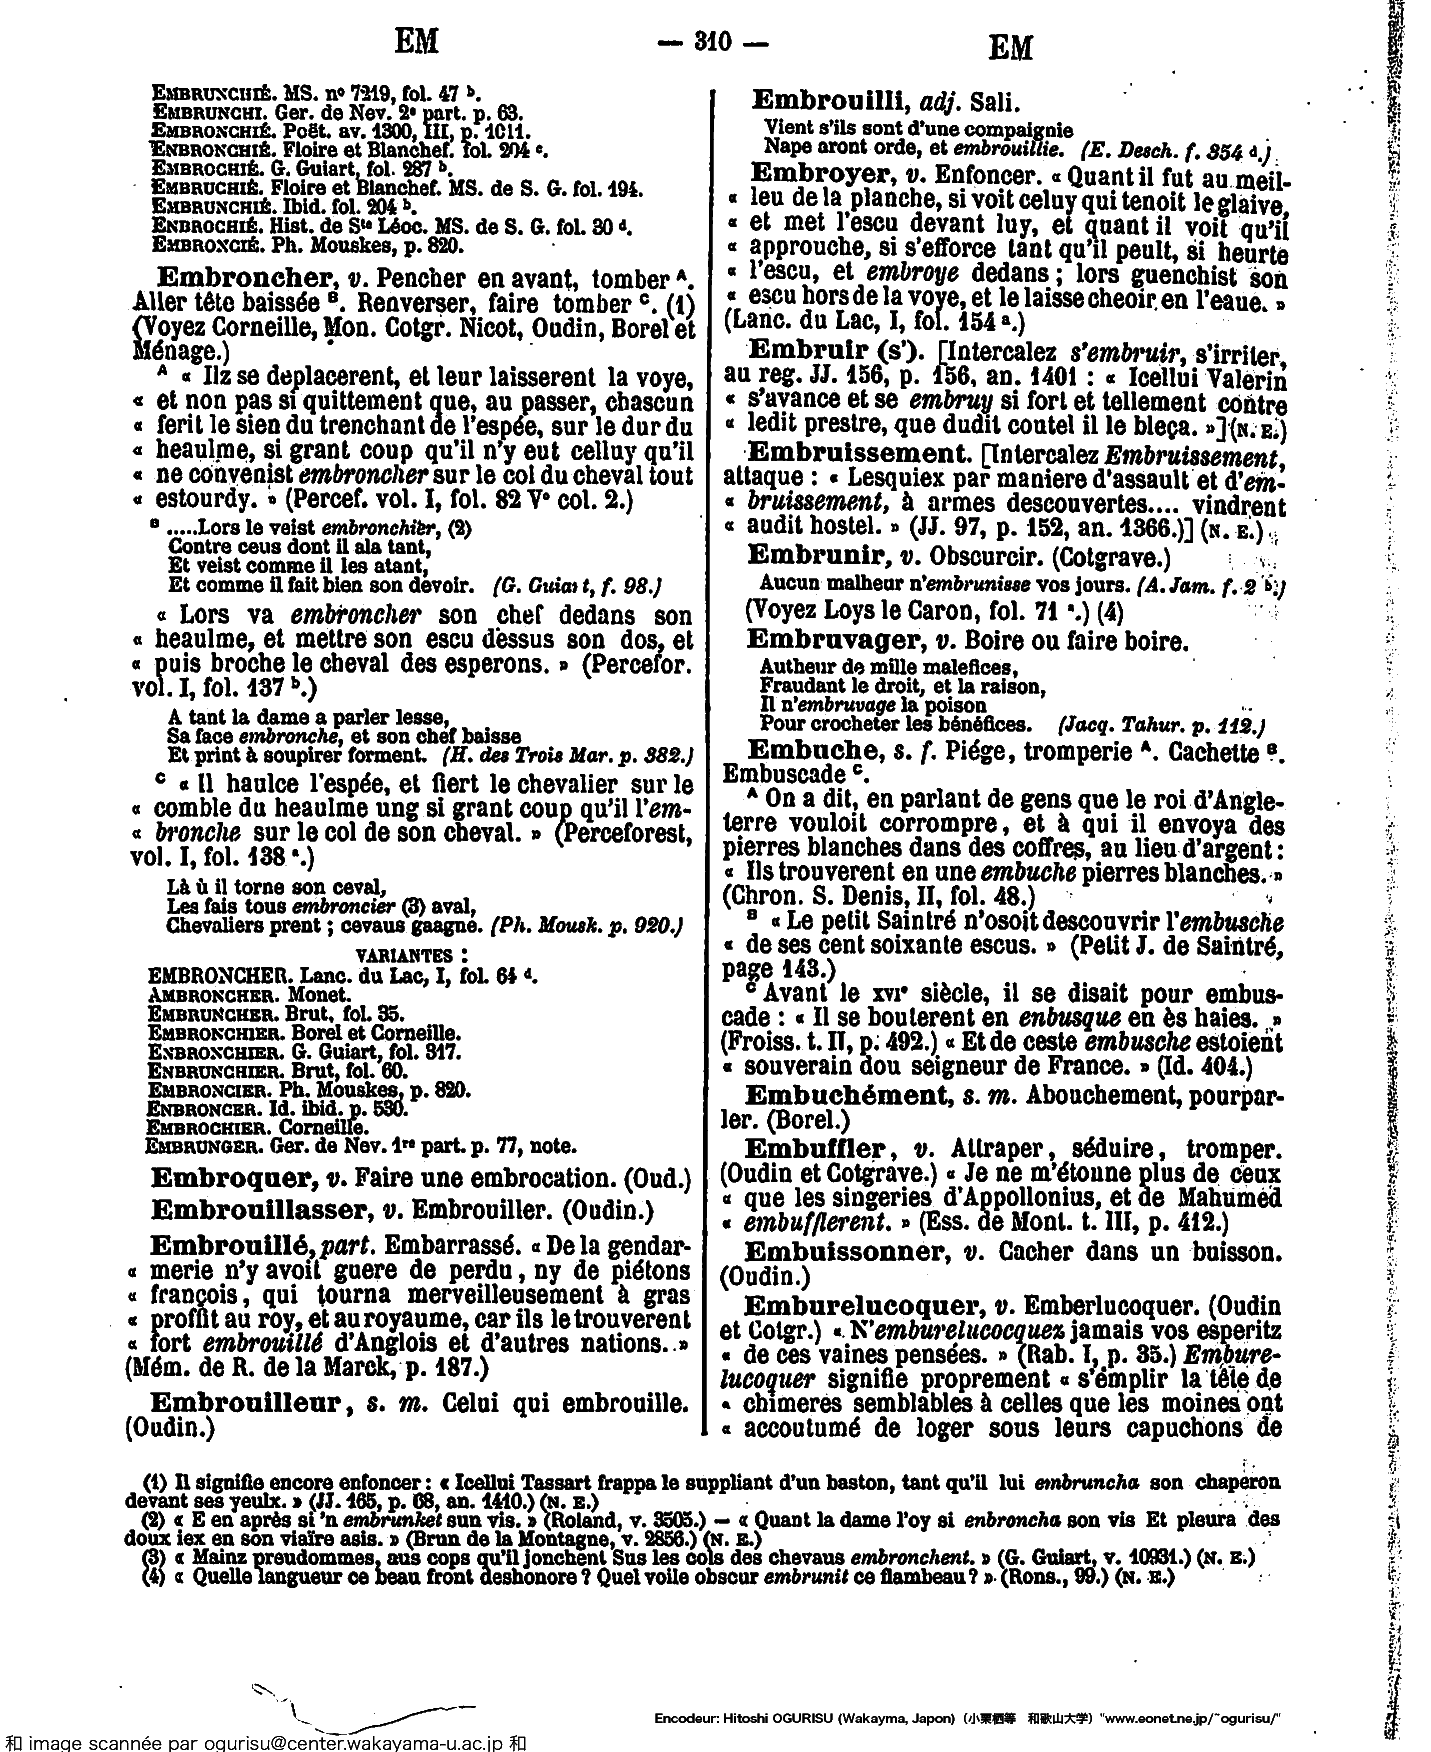 EM
— 310 —
EM
EMBRUNCHIÉ. MS. nº 7219, fol. 47 b.
EMBRUNCHI. Ger. de Nev. 2e part. p. 63.
EMBRONCHIÉ. Poët. av. 1300, III, p. 1011.
ENBRONCHIÉ. Floire et Blanchef. fol. 204 c.
EMBROCHIÉ. G. Guiart, fol. 287 b.
EMBRUCHIÉ. Floire et Blanchef. MS. de S. G. fol. 194.
EMBRUNCHIÉ. Ibid. fol. 204 b.
ENBROCHIÉ. Hist. de Ste Léoc. MS. de S. G. fol. 30 d.
EMBRONCIÉ. Ph. Mouskes, p. 820.
Embroncher, v. Pencher en avant, tomber A.
Aller tête baissée B. Renverser, faire tomber C. (1)
(Voyez Corneille, Mon. Cotgr. Nicot, Oudin, Borel et
Ménage.)
A « Ilz se deplacerent, et leur laisserent la voye,
« et non pas si quittement que, au passer, chascun
« ferit le sien du trenchant de l'espée, sur le dur du
« heaulme, si grant coup qu'il n'y eut celluy qu'il
« ne convenist embroncher sur le col du cheval tout
« estourdy. » (Percef. vol. I, fol. 82 Vº col. 2.)
B .....Lors le veist embronchier, (2)
Contre ceus dont il ala tant,
Et veist comme il les atant,
Et comme il fait bien son devoir. (G. Guiart, f. 98.)
« Lors va embroncher son chef dedans son
« heaulme, et mettre son escu dessus son dos, et
« puis broche le cheval des esperons. » (Percefor.
vol. I, fol. 137 b.)
A tant la dame a parler lesse,
Sa face embronche, et son chef baisse
Et print à soupirer forment. (H. des Trois Mar. p. 382.)
C « Il haulce l'espée, et fiert le chevalier sur le
« comble du heaulme ung si grant coup qu'il l'em-
« bronche sur le col de son cheval. » (Perceforest,
vol. I, fol. 138 a.)
Là ù il torne son ceval,
Les fais tous embroncier (3) aval,
Chevaliers prent ; cevaus gaagne. (Ph. Mousk. p. 920.)
VARIANTES :
EMBRONCHER. Lanc. du Lac, I, fol. 64 d.
AMBRONCHER. Monet.
EMBRUNCHER. Brut, fol. 35.
EMBRONCHIER. Borel et Corneille.
ENBRONCHIER. G. Guiart, fol. 317.
ENBRUNCHIER. Brut, fol. 60.
EMBRONCIER. Ph. Mouskes, p. 820.
ENBRONCER. Id. ibid. p. 530.
EMBROCHIER. Corneille.
EMBRUNGER. Ger. de Nev. 1re part. p. 77, note.
Embroquer, v. Faire une embrocation. (Oud.)
Embrouillasser, v. Embrouiller. (Oudin.)
Embrouillé, part. Embarrassé. « De la gendar-
« merie n'y avoit guere de perdu, ny de piétons
« françois, qui tourna merveilleusement à gras
« proffit au roy, et au royaume, car ils le trouverent
« fort embrouillé d'Anglois et d'autres nations. »
(Mém. de R. de la Marck, p. 187.)
Embrouilleur, s. m. Celui qui embrouille.
(Oudin.)
Embrouilli, adj. Sali.
Vient s'ils sont d'une compaignie
Nape aront orde, et embrouillie. (E. Desch. f. 354 d.)
Embroyer, v. Enfoncer. « Quant il fut au meil-
« leu de la planche, si voit celuy qui tenoit le glaive,
« et met l'escu devant luy, et quant il voit qu'il
« approuche, si s'efforce tant qu'il peult, si heurte
« l'escu, et embroye dedans ; lors guenchist son
« escu hors de la voye, et le laisse cheoir en l'eaue. »
(Lanc. du Lac, I, fol. 154 a.)
Embruir (s'). [Intercalez s'embruir, s'irriter,
au reg. JJ. 156, p. 156, an. 1401 : « Icellui Valerin
« s'avance et se embruy si fort et tellement contre
« ledit prestre, que dudit coutel il le bleça. »] (N. E.)
Embruissement. [Intercalez Embruissement,
attaque : « Lesquiex par maniere d'assault et d'em-
« bruissement, à armes descouvertes.... vindrent
« audit hostel. » (JJ. 97, p. 152, an. 1366.)] (N. E.)
Embrunir, v. Obscurcir. (Cotgrave.)
Aucun malheur n'embrunisse vos jours. (A. Jam. f. 2 b.)
(Voyez Loys le Caron, fol. 71 a.) (4)
Embruvager, v. Boire ou faire boire.
Autheur de mille malefices,
Fraudant le droit, et la raison,
Il n'embruvage la poison
Pour crocheter les bénéfices. (Jacq. Tahur. p. 112.)
Embuche, s. f. Piége, tromperie A. Cachette B.
Embuscade C.
A On a dit, en parlant de gens que le roi d'Angle-
terre vouloit corrompre, et à qui il envoya des
pierres blanches dans des coffres, au lieu d'argent :
« Ils trouverent en une embuche pierres blanches. »
(Chron. S. Denis, II, fol. 48.)
B « Le petit Saintré n'osoit descouvrir l'embusche
« de ses cent soixante escus. » (Petit J. de Saintré,
page 143.)
C Avant le XVIe siècle, il se disait pour embus-
cade : « Il se bouterent en enbusque en ès haies. »
(Froiss. t. II, p. 492.) « Et de ceste embusche estoient
« souverain dou seigneur de France. » (Id. 404.)
Embuchément, s. m. Abouchement, pourpar-
ler. (Borel.)
Embuffler, v. Attraper, séduire, tromper.
(Oudin et Cotgrave.) « Je ne m'étonne plus de ceux
« que les singeries d'Appollonius, et de Mahumed
« embufflerent. » (Ess. de Mont. t. III, p. 412.)
Embuissonner, v. Cacher dans un buisson.
(Oudin.)
Emburelucoquer, v. Emberlucoquer. (Oudin
et Cotgr.) « N'emburelucocquez jamais vos esperitz
« de ces vaines pensées. » (Rab. I, p. 35.) Embure-
lucoquer signifie proprement « s'emplir la tête de
« chimeres semblables à celles que les moines ont
« accoutumé de loger sous leurs capuchons de
(1) Il signifie encore enfoncer : « Icellui Tassart frappa le suppliant d'un baston, tant qu'il lui embruncha son chaperon
devant ses yeulx. » (JJ. 165, p. 68, an. 1410.) (N. E.)
(2) « E en après si 'n embrunket sun vis. » (Roland, v. 3505.) — « Quant la dame l'oy si enbroncha son vis Et pleura des
doux iex en son viaïre asis. » (Brun de la Montagne, v. 2856.) (N. E.)
(3) « Mainz preudommes, aus cops qu'il jonchent Sus les cols des chevaus embronchent. » (G. Guiart, v. 10931.) (N. E.)
(4) « Quelle langueur ce beau front deshonore ? Quel voile obscur embrunit ce flambeau ? » (Rons., 99.) (N. E.)
Encodeur: Hitoshi OGURISU (Wakayma, Japon) (小栗栖等 和歌山大学) "www.eonet.ne.jp/~ogurisu/"
和 image scannée par ogurisu@center.wakayama-u.ac.jp 和